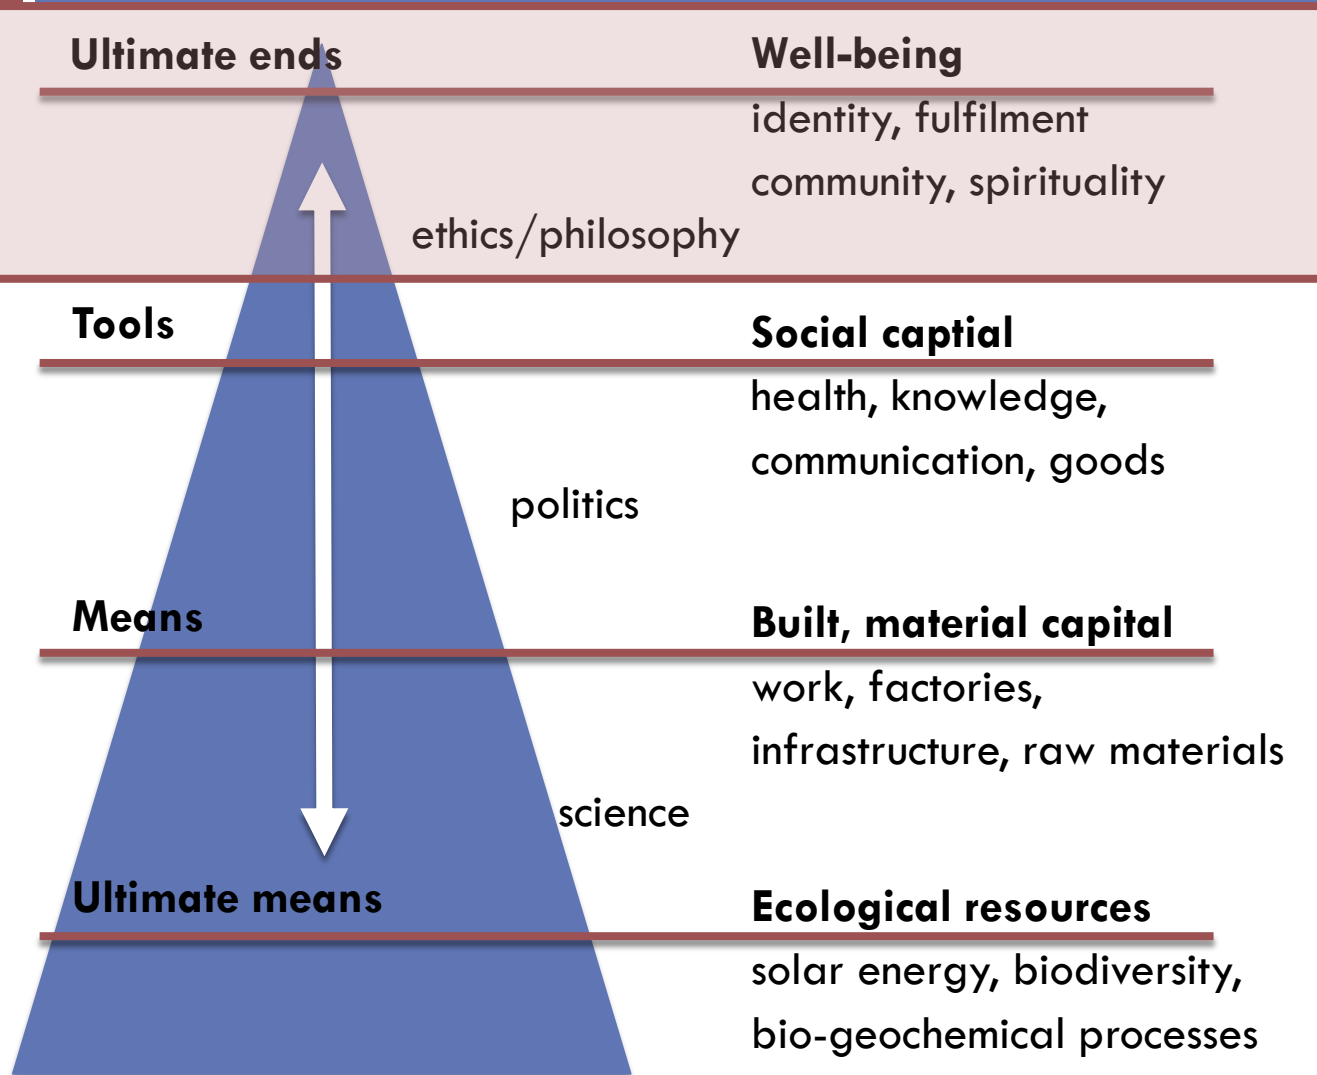 Ultimate ends
Well-being
identity, fulfilment
community, spirituality
ethics/philosophy
Tools
Social captial
health, knowledge,
communication, goods
politics
Means
Built, material capital
work, factories,
infrastructure, raw materials
science
Ultimate means
Ecological resources
solar energy, biodiversity,
bio-geochemical processes